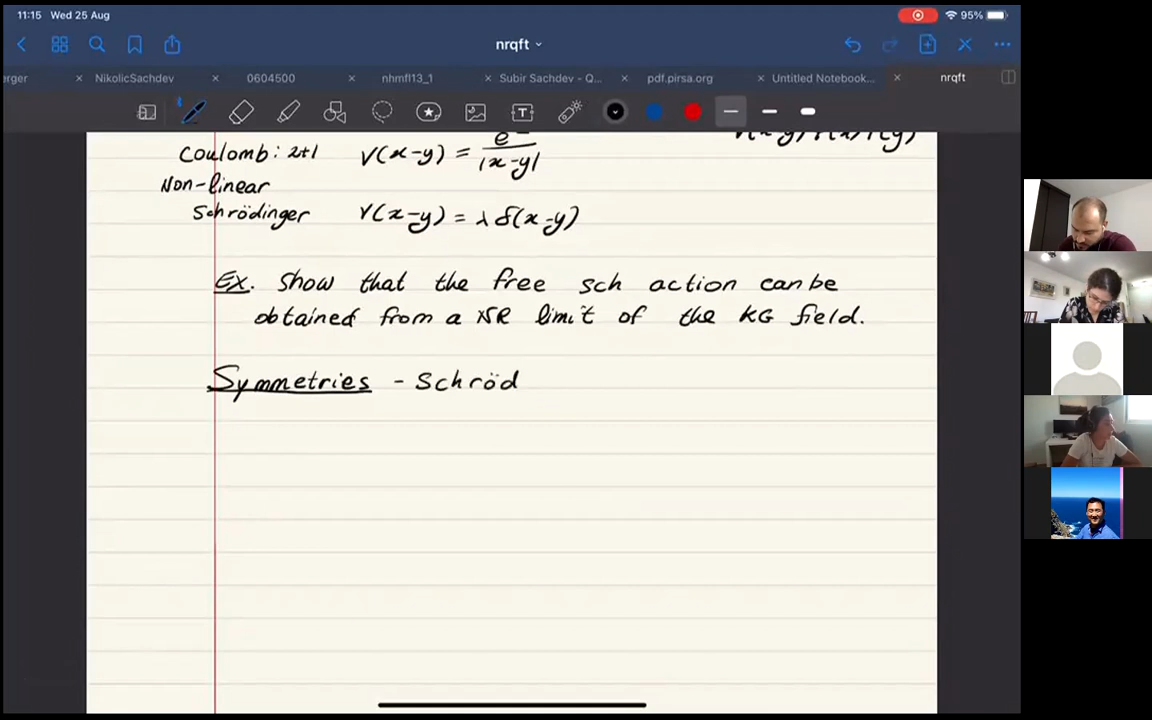 11:15 Wed 25 Aug
95%
nrqft
erger
NikolicSachdev
0604500
nhmfl13_1
Subir Sachdev - Q...
pdf.pirsa.org
Untitled Notebook...
nrqft
Coulomb: 2+1 V(x-y) = e⁻ / |x-y|
Non-linear
Schrödinger V(x-y) = λ δ(x-y)
Ex. Show that the free sch action can be
obtained from a NR limit of the KG field.
Symmetries - Schröd